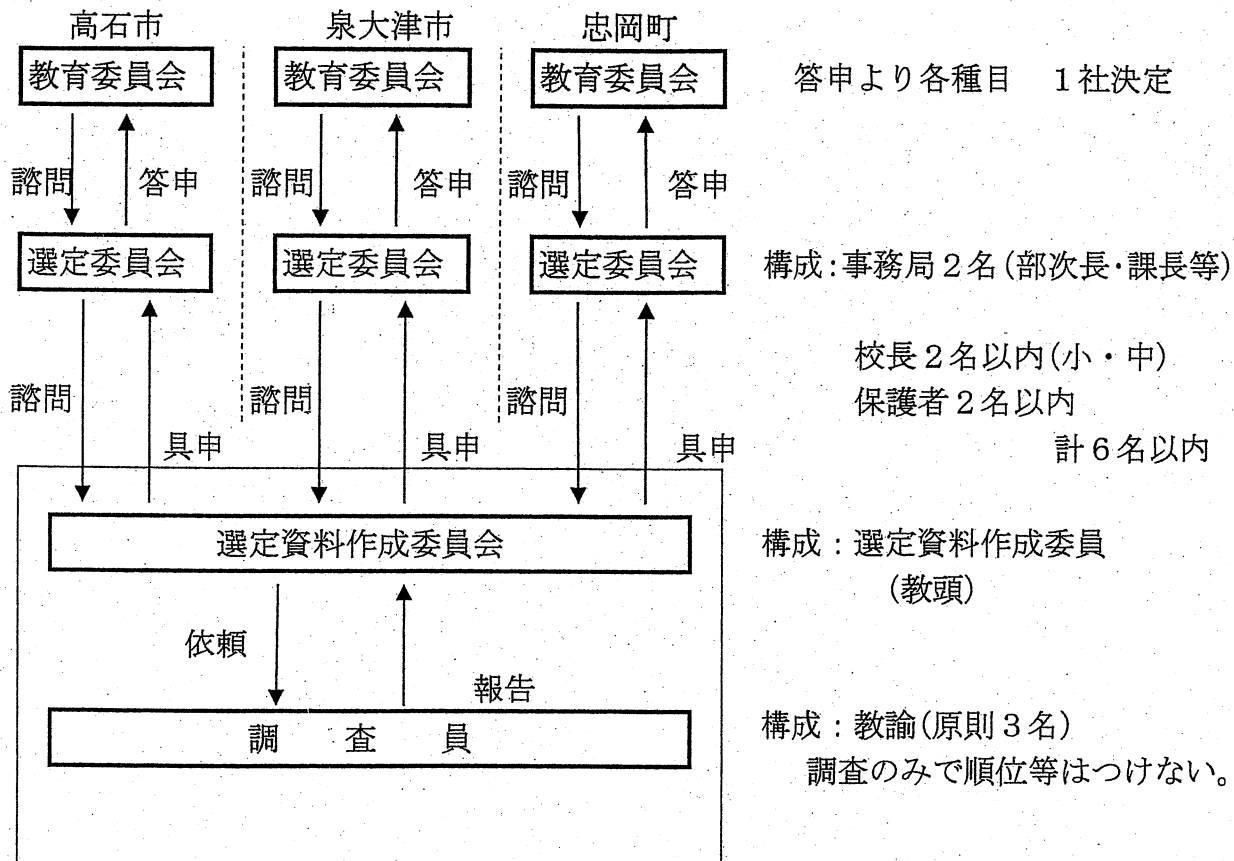 高石市 泉大津市 忠岡町
教育委員会 教育委員会 教育委員会 答申より各種目 1社決定
諮問 答申 諮問 答申 諮問 答申
選定委員会 選定委員会 選定委員会 構成:事務局2名(部次長・課長等)
校長2名以内(小・中)
諮問 諮問 諮問 保護者2名以内
具申 具申 具申 計6名以内
選定資料作成委員会 構成:選定資料作成委員
(教頭)
依頼
報告
調査員 構成:教諭(原則3名)
調査のみで順位等はつけない。